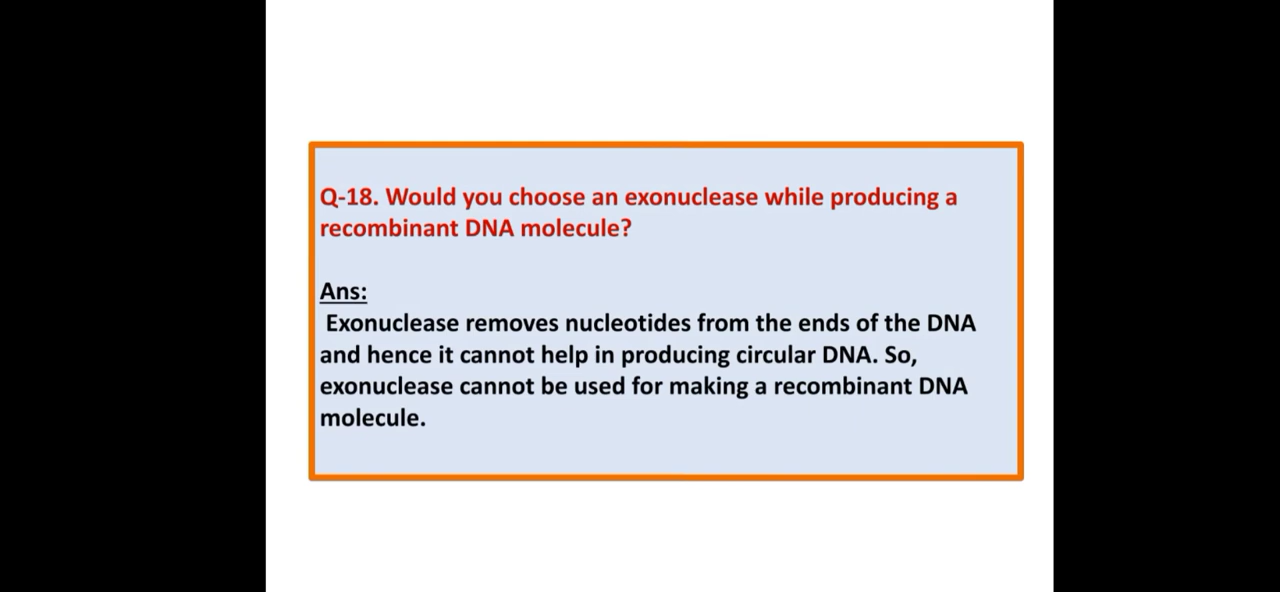 Q-18. Would you choose an exonuclease while producing a
recombinant DNA molecule?
Ans:
Exonuclease removes nucleotides from the ends of the DNA
and hence it cannot help in producing circular DNA. So,
exonuclease cannot be used for making a recombinant DNA
molecule.